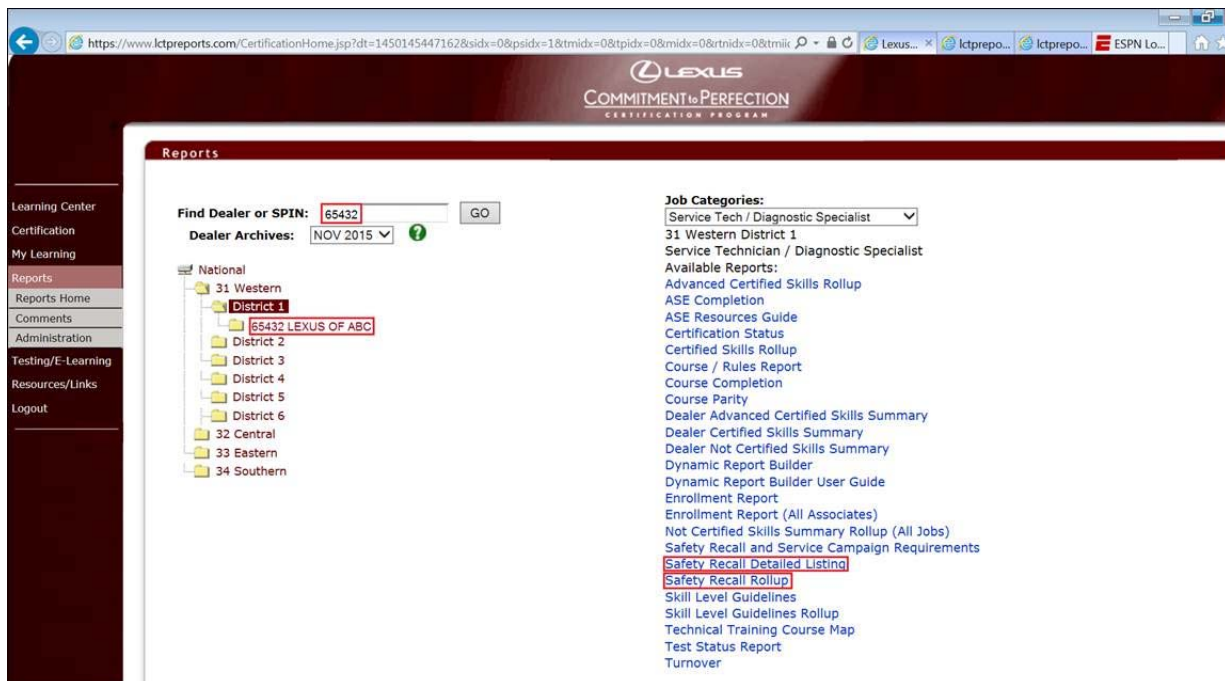 https://www.lctpreports.com/CertificationHome.jsp?dt=1450145447162&sidx=0&psidx=1&tmidx=0&tpidx=0&midx=0&rtnidx=0&tmiic
Lexus...
lctprepo...
lctprepo...
ESPN Lo...
LEXUS
COMMITMENT to PERFECTION
CERTIFICATION PROGRAM
Reports
Learning Center
Certification
My Learning
Reports
Reports Home
Comments
Administration
Testing/E-Learning
Resources/Links
Logout
Find Dealer or SPIN: 65432 GO
Dealer Archives: NOV 2015 ?
National
31 Western
District 1
65432 LEXUS OF ABC
District 2
District 3
District 4
District 5
District 6
32 Central
33 Eastern
34 Southern
Job Categories:
Service Tech / Diagnostic Specialist
31 Western District 1
Service Technician / Diagnostic Specialist
Available Reports:
Advanced Certified Skills Rollup
ASE Completion
ASE Resources Guide
Certification Status
Certified Skills Rollup
Course / Rules Report
Course Completion
Course Parity
Dealer Advanced Certified Skills Summary
Dealer Certified Skills Summary
Dealer Not Certified Skills Summary
Dynamic Report Builder
Dynamic Report Builder User Guide
Enrollment Report
Enrollment Report (All Associates)
Not Certified Skills Summary Rollup (All Jobs)
Safety Recall and Service Campaign Requirements
Safety Recall Detailed Listing
Safety Recall Rollup
Skill Level Guidelines
Skill Level Guidelines Rollup
Technical Training Course Map
Test Status Report
Turnover